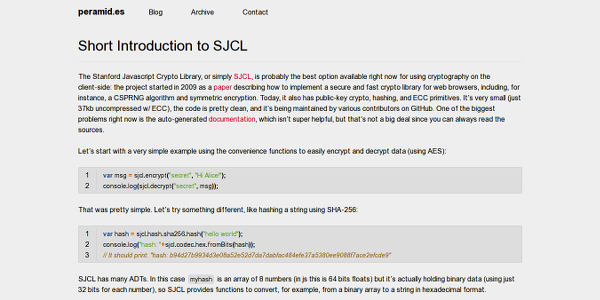 peramid.es Blog Archive Contact
Short Introduction to SJCL
The Stanford Javascript Crypto Library, or simply SJCL, is probably the best option available right now for using cryptography on the
client-side: the project started in 2009 as a paper describing how to implement a secure and fast crypto library for web browsers, including, for
instance, a CSPRNG algorithm and symmetric encryption. Today, it also has public-key crypto, hashing, and ECC primitives. It's very small (just
37kb uncompressed w/ ECC), the code is pretty clean, and it's being maintained by various contributors on GitHub. One of the biggest
problems right now is the auto-generated documentation, which isn't super helpful, but that's not a big deal since you can always read the
sources.
Let's start with a very simple example using the convenience functions to easily encrypt and decrypt data (using AES):
1 var msg = sjcl.encrypt("secret", "Hi Alice!");
2 console.log(sjcl.decrypt("secret", msg));
That was pretty simple. Let's try something different, like hashing a string using SHA-256:
1 var hash = sjcl.hash.sha256.hash("hello world");
2 console.log("hash: "+sjcl.codec.hex.fromBits(hash));
3 // It should print: "hash: b94d27b9934d3e08a52e52d7da7dabfac484efe37a5380ee9088f7ace2efcde9"
SJCL has many ADTs. In this case myhash is an array of 8 numbers (in js this is 64 bits floats) but it's actually holding binary data (using just
32 bits for each number), so SJCL provides functions to convert, for example, from a binary array to a string in hexadecimal format.